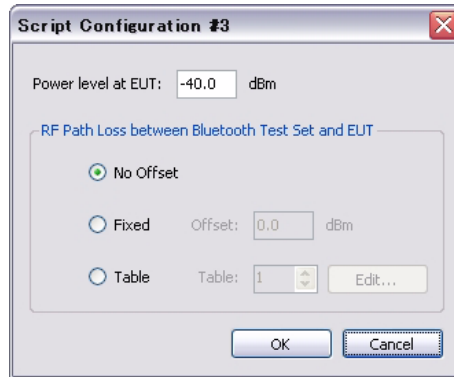 Script Configuration #3
Power level at EUT: -40.0 dBm
RF Path Loss between Bluetooth Test Set and EUT
No Offset
Fixed Offset: 0.0 dBm
Table Table: 1 Edit...
OK Cancel